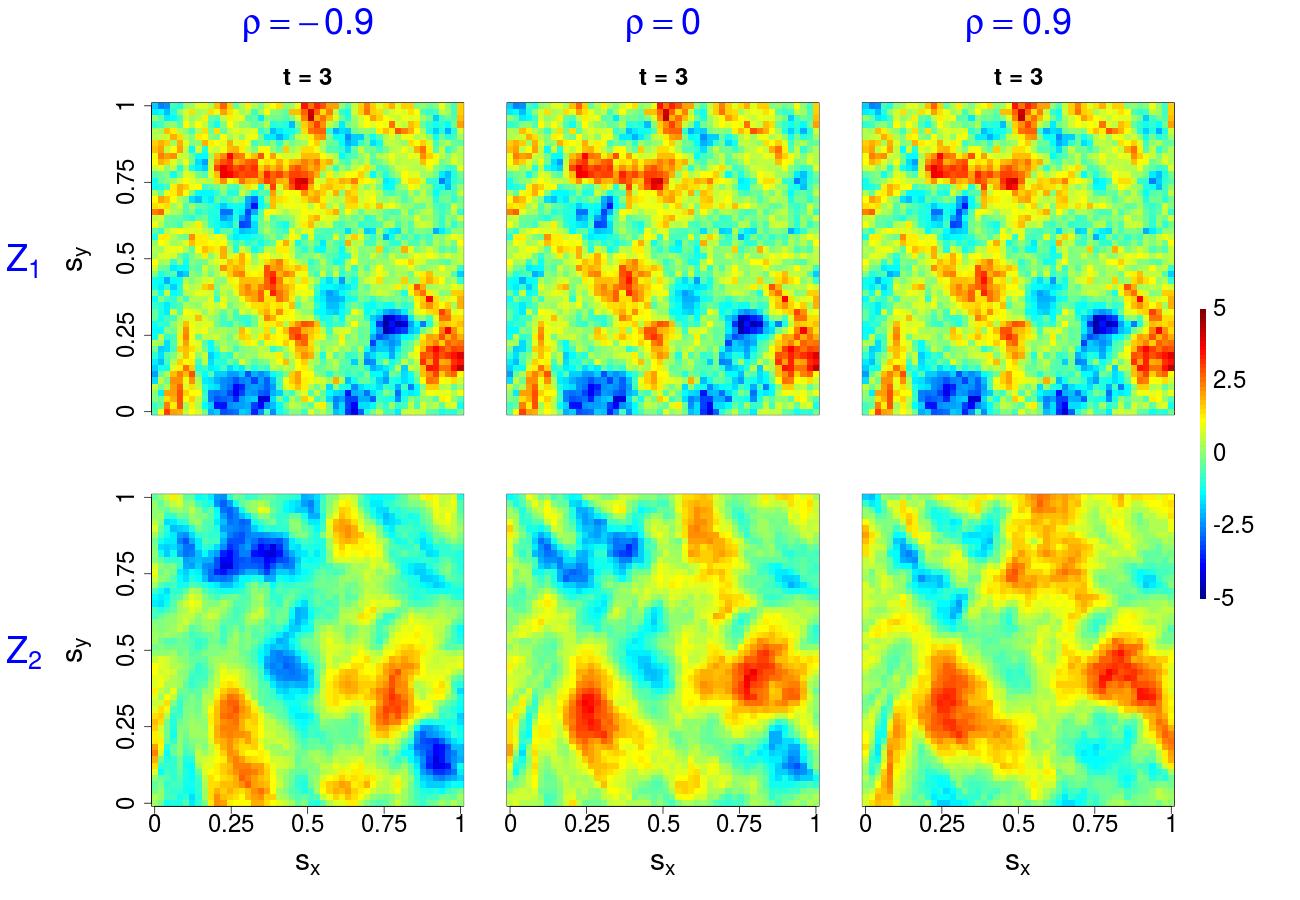 ρ = − 0.9 ρ = 0 ρ = 0.9
t = 3 t = 3 t = 3
Z1
sy
1
0.75
0.5
0.25
0
5
2.5
0
-2.5
-5
Z2
sy
1
0.75
0.5
0.25
0
0 0.25 0.5 0.75 1 0 0.25 0.5 0.75 1 0 0.25 0.5 0.75 1
sx sx sx